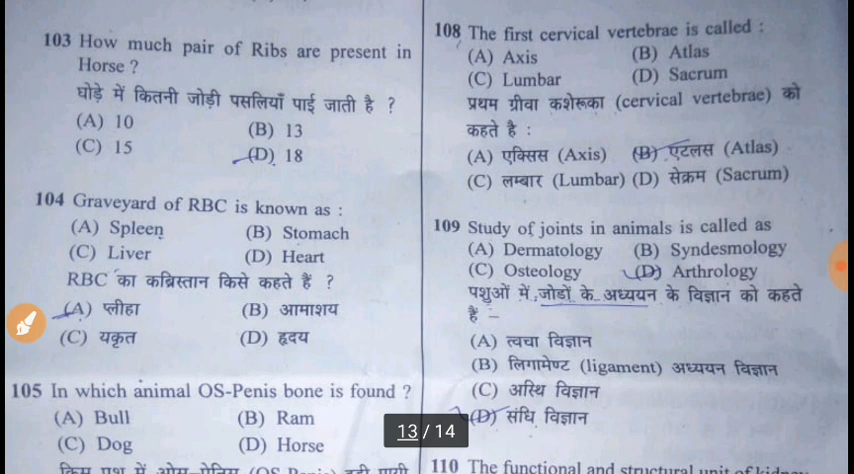 103 How much pair of Ribs are present in
Horse ?
घोड़े में कितनी जोड़ी पसलियाँ पाई जाती है ?
(A) 10 (B) 13
(C) 15 (D) 18
104 Graveyard of RBC is known as :
(A) Spleen (B) Stomach
(C) Liver (D) Heart
RBC का कब्रिस्तान किसे कहते हैं ?
(A) प्लीहा (B) आमाशय
(C) यकृत (D) हृदय
105 In which animal OS-Penis bone is found ?
(A) Bull (B) Ram
(C) Dog (D) Horse
किस पशु में
108 The first cervical vertebrae is called :
(A) Axis (B) Atlas
(C) Lumbar (D) Sacrum
प्रथम ग्रीवा कशेरूका (cervical vertebrae) को
कहते है :
(A) एक्सिस (Axis) (B) एटलस (Atlas)
(C) लम्बार (Lumbar) (D) सेक्रम (Sacrum)
109 Study of joints in animals is called as
(A) Dermatology (B) Syndesmology
(C) Osteology (D) Arthrology
पशुओं में जोडों के अध्ययन के विज्ञान को कहते
हैं –
(A) त्वचा विज्ञान
(B) लिगामेण्ट (ligament) अध्ययन विज्ञान
(C) अस्थि विज्ञान
(D) संधि विज्ञान
110 The functional and structural unit of kidney
13 / 14